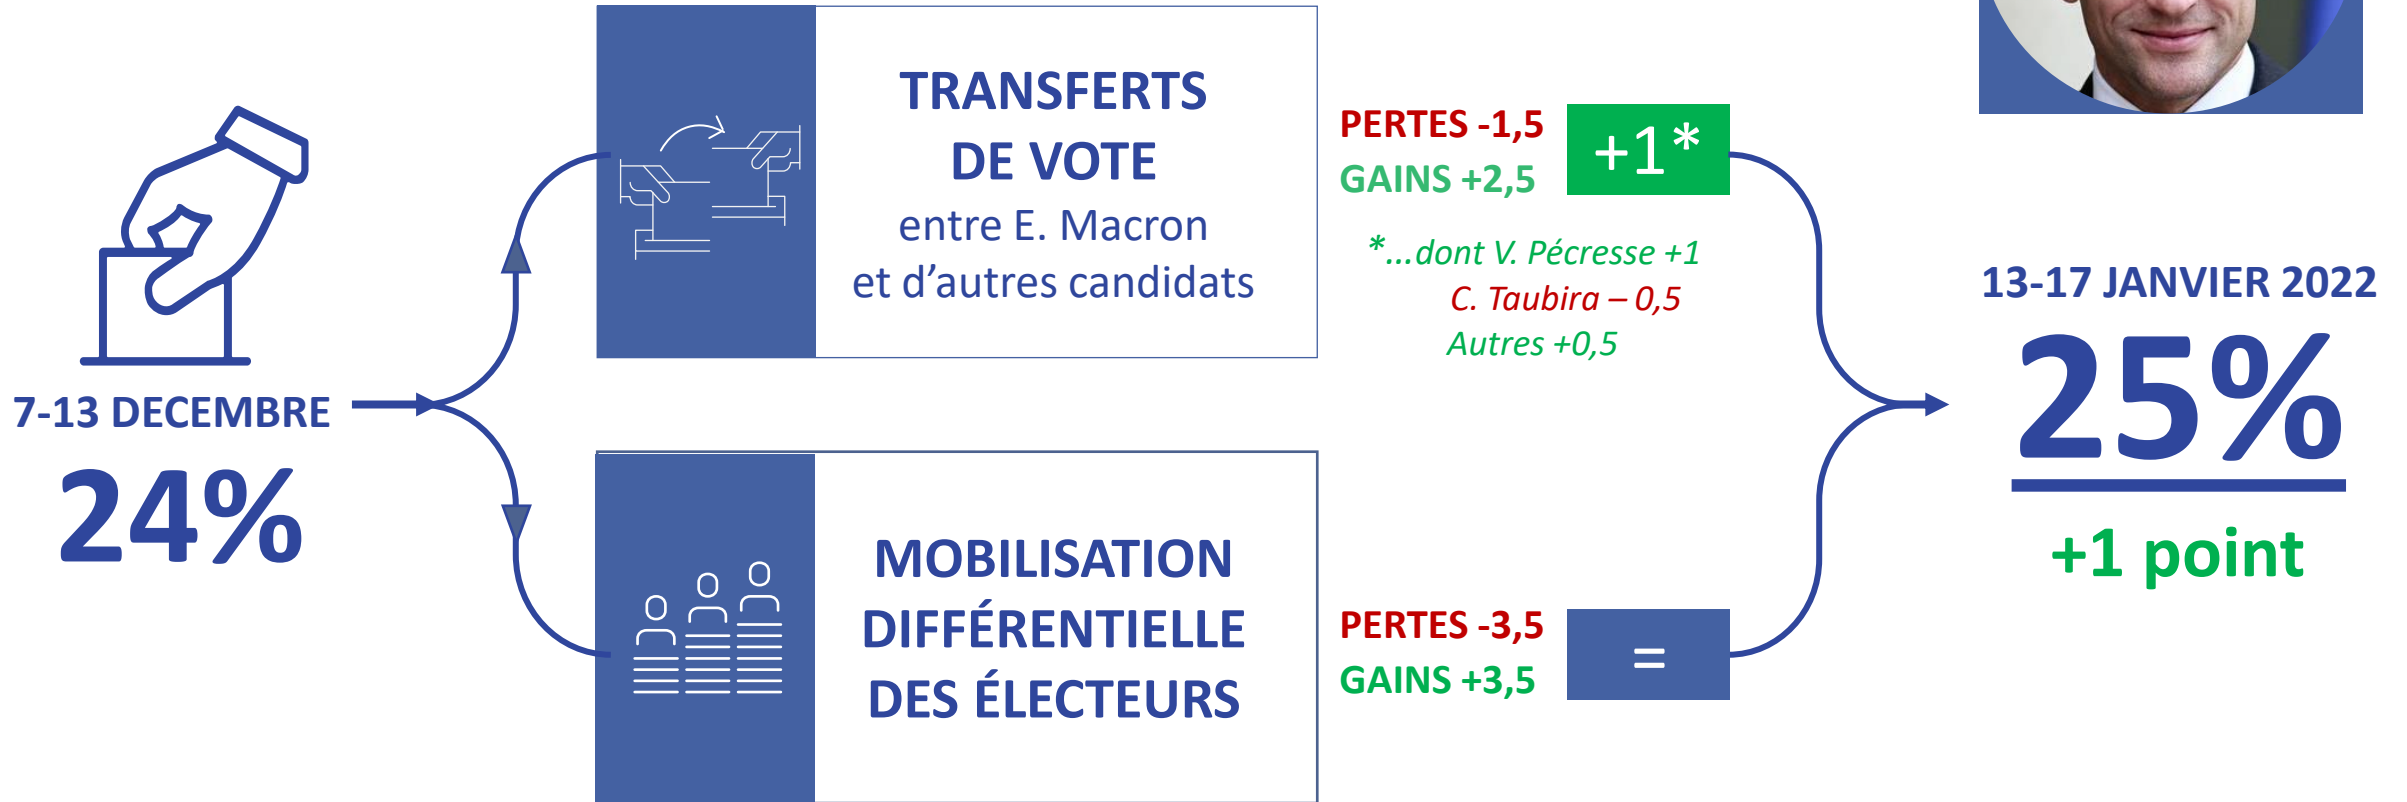 7-13 DECEMBRE
24%
TRANSFERTS
DE VOTE
entre E. Macron
et d'autres candidats
PERTES -1,5
GAINS +2,5
+1*
*...dont V. Pécresse +1
C. Taubira – 0,5
Autres +0,5
MOBILISATION
DIFFÉRENTIELLE
DES ÉLECTEURS
PERTES -3,5
GAINS +3,5
=
13-17 JANVIER 2022
25%
+1 point